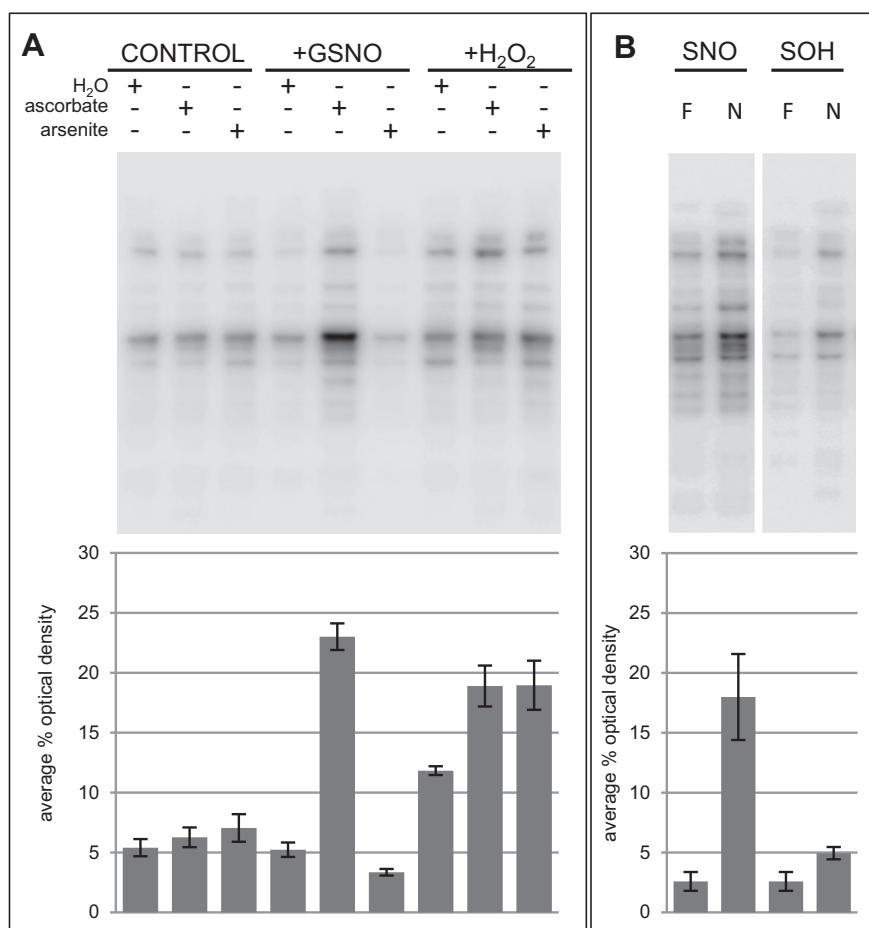 A
CONTROL +GSNO +H₂O₂
H₂O + - - + - - + - -
ascorbate - + - - + - - + -
arsenite - - + - - + - - +
average % optical density
30
25
20
15
10
5
0
B
SNO SOH
F N F N
average % optical density
30
25
20
15
10
5
0